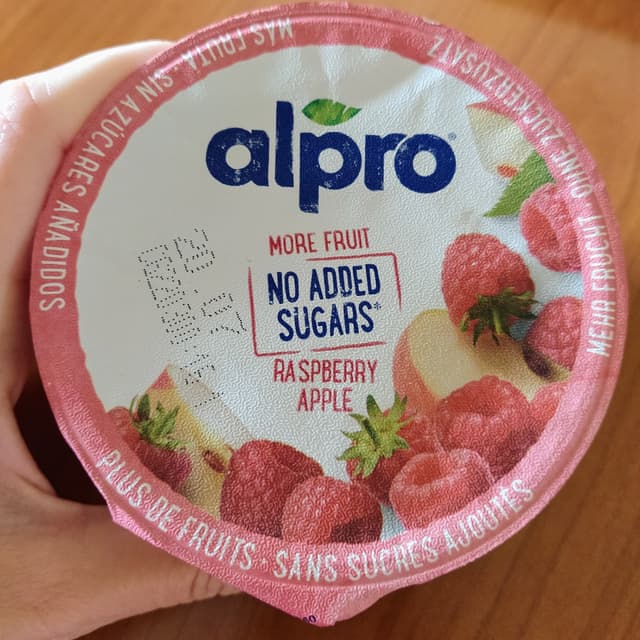 alpro
MORE FRUIT
NO ADDED
SUGARS*
RASPBERRY
APPLE
MÁS FRUTA · SIN AZÚCARES AÑADIDOS
OHNE ZUCKERZUSATZ
MEHR FRUCHT
PLUS DE FRUITS · SANS SUCRES AJOUTÉS